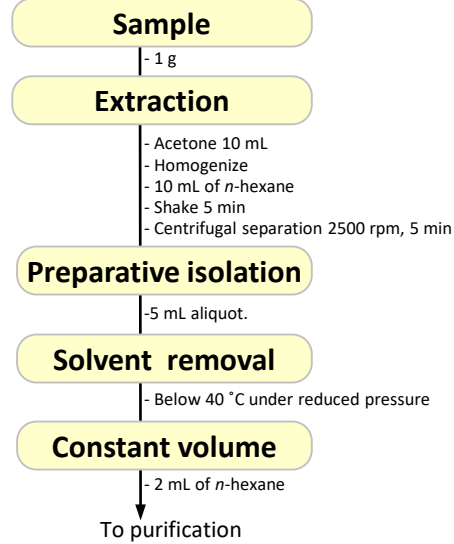 Sample
- 1 g
Extraction
- Acetone 10 mL
- Homogenize
- 10 mL of n-hexane
- Shake 5 min
- Centrifugal separation 2500 rpm, 5 min
Preparative isolation
-5 mL aliquot.
Solvent removal
- Below 40 ˚C under reduced pressure
Constant volume
- 2 mL of n-hexane
To purification